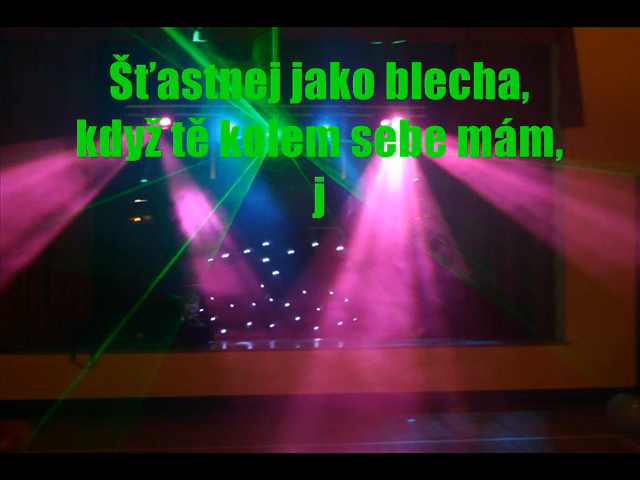 Šťastnej jako blecha,
když tě kolem sebe mám,
j